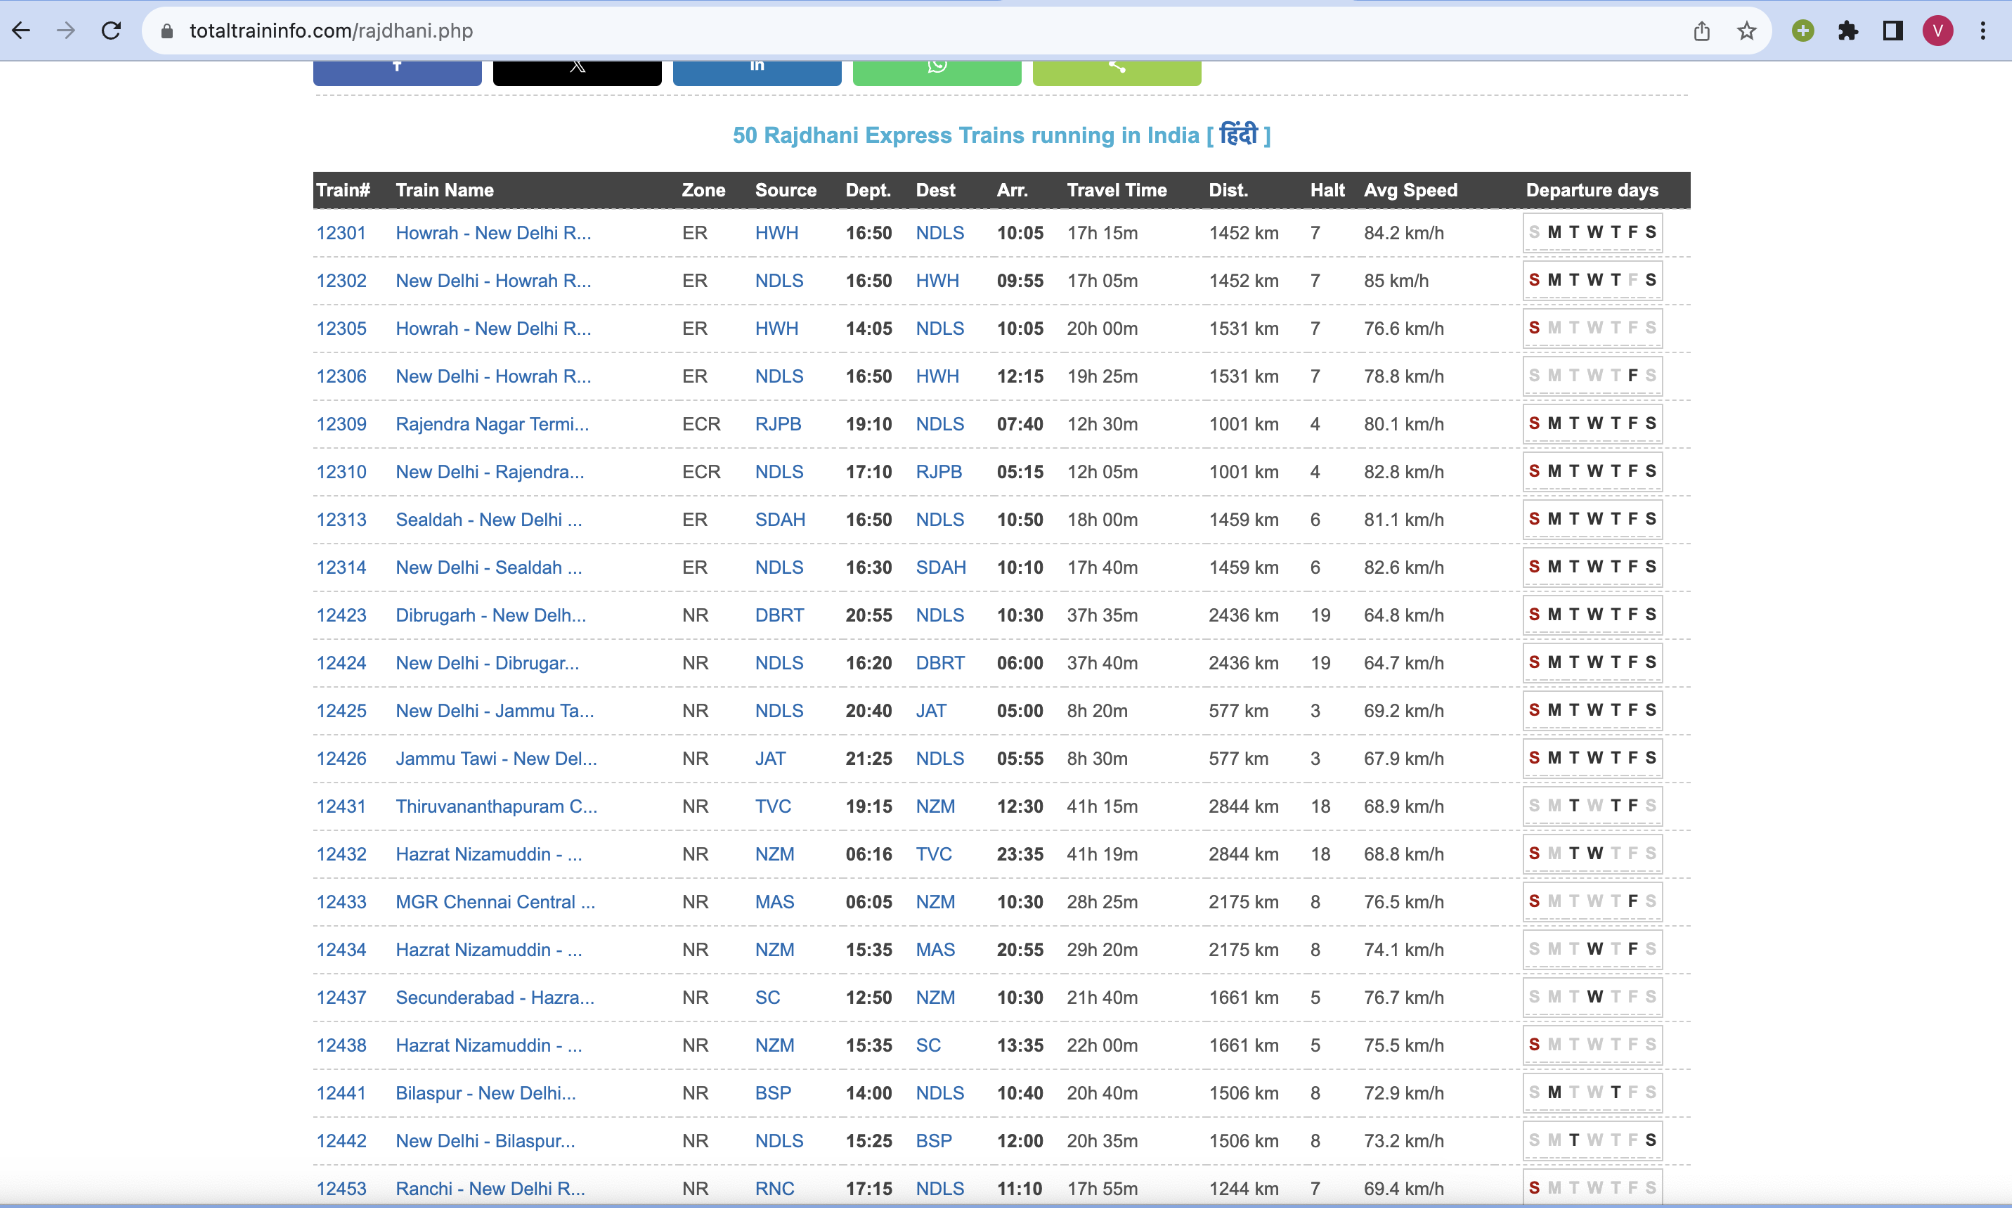 totaltraininfo.com/rajdhani.php
V
50 Rajdhani Express Trains running in India [ हिंदी ]
Train# Train Name Zone Source Dept. Dest Arr. Travel Time Dist. Halt Avg Speed Departure days
12301 Howrah - New Delhi R... ER HWH 16:50 NDLS 10:05 17h 15m 1452 km 7 84.2 km/h S M T W T F S
12302 New Delhi - Howrah R... ER NDLS 16:50 HWH 09:55 17h 05m 1452 km 7 85 km/h S M T W T F S
12305 Howrah - New Delhi R... ER HWH 14:05 NDLS 10:05 20h 00m 1531 km 7 76.6 km/h S M T W T F S
12306 New Delhi - Howrah R... ER NDLS 16:50 HWH 12:15 19h 25m 1531 km 7 78.8 km/h S M T W T F S
12309 Rajendra Nagar Termi... ECR RJPB 19:10 NDLS 07:40 12h 30m 1001 km 4 80.1 km/h S M T W T F S
12310 New Delhi - Rajendra... ECR NDLS 17:10 RJPB 05:15 12h 05m 1001 km 4 82.8 km/h S M T W T F S
12313 Sealdah - New Delhi ... ER SDAH 16:50 NDLS 10:50 18h 00m 1459 km 6 81.1 km/h S M T W T F S
12314 New Delhi - Sealdah ... ER NDLS 16:30 SDAH 10:10 17h 40m 1459 km 6 82.6 km/h S M T W T F S
12423 Dibrugarh - New Delh... NR DBRT 20:55 NDLS 10:30 37h 35m 2436 km 19 64.8 km/h S M T W T F S
12424 New Delhi - Dibrugar... NR NDLS 16:20 DBRT 06:00 37h 40m 2436 km 19 64.7 km/h S M T W T F S
12425 New Delhi - Jammu Ta... NR NDLS 20:40 JAT 05:00 8h 20m 577 km 3 69.2 km/h S M T W T F S
12426 Jammu Tawi - New Del... NR JAT 21:25 NDLS 05:55 8h 30m 577 km 3 67.9 km/h S M T W T F S
12431 Thiruvananthapuram C... NR TVC 19:15 NZM 12:30 41h 15m 2844 km 18 68.9 km/h S M T W T F S
12432 Hazrat Nizamuddin - ... NR NZM 06:16 TVC 23:35 41h 19m 2844 km 18 68.8 km/h S M T W T F S
12433 MGR Chennai Central ... NR MAS 06:05 NZM 10:30 28h 25m 2175 km 8 76.5 km/h S M T W T F S
12434 Hazrat Nizamuddin - ... NR NZM 15:35 MAS 20:55 29h 20m 2175 km 8 74.1 km/h S M T W T F S
12437 Secunderabad - Hazra... NR SC 12:50 NZM 10:30 21h 40m 1661 km 5 76.7 km/h S M T W T F S
12438 Hazrat Nizamuddin - ... NR NZM 15:35 SC 13:35 22h 00m 1661 km 5 75.5 km/h S M T W T F S
12441 Bilaspur - New Delhi... NR BSP 14:00 NDLS 10:40 20h 40m 1506 km 8 72.9 km/h S M T W T F S
12442 New Delhi - Bilaspur... NR NDLS 15:25 BSP 12:00 20h 35m 1506 km 8 73.2 km/h S M T W T F S
12453 Ranchi - New Delhi R... NR RNC 17:15 NDLS 11:10 17h 55m 1244 km 7 69.4 km/h S M T W T F S